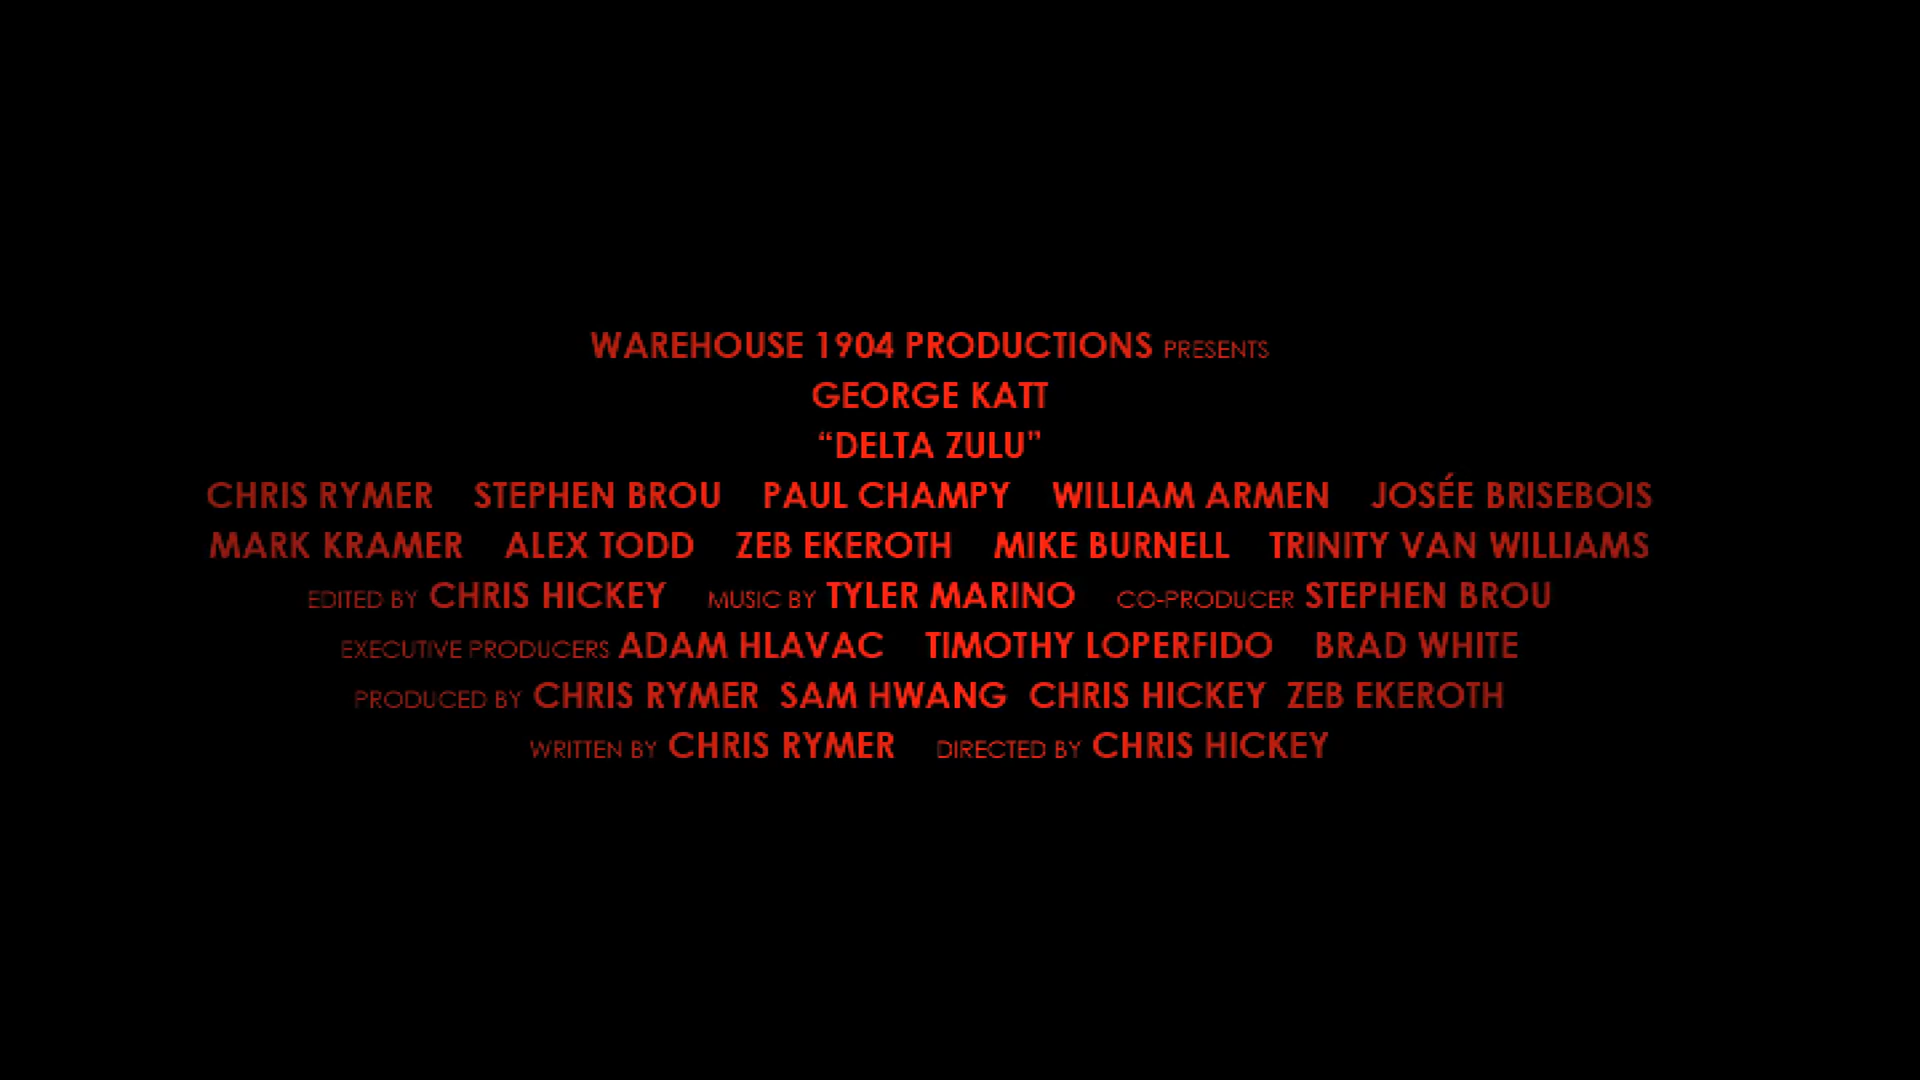 WAREHOUSE 1904 PRODUCTIONS PRESENTS
GEORGE KATT
“DELTA ZULU”
CHRIS RYMER STEPHEN BROU PAUL CHAMPY WILLIAM ARMEN JOSÉE BRISEBOIS
MARK KRAMER ALEX TODD ZEB EKEROTH MIKE BURNELL TRINITY VAN WILLIAMS
EDITED BY CHRIS HICKEY MUSIC BY TYLER MARINO CO-PRODUCER STEPHEN BROU
EXECUTIVE PRODUCERS ADAM HLAVAC TIMOTHY LOPERFIDO BRAD WHITE
PRODUCED BY CHRIS RYMER SAM HWANG CHRIS HICKEY ZEB EKEROTH
WRITTEN BY CHRIS RYMER DIRECTED BY CHRIS HICKEY